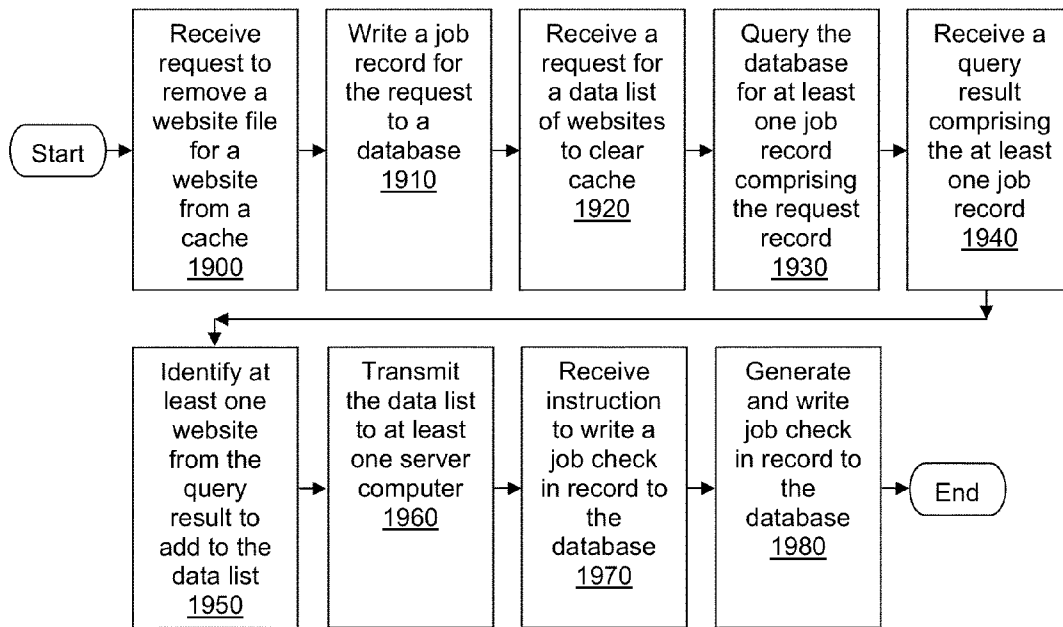 Start
Receive
request to
remove a
website file
for a
website
from a
cache
1900
Write a job
record for
the request
to a
database
1910
Receive a
request for
a data list
of websites
to clear
cache
1920
Query the
database
for at least
one job
record
comprising
the request
record
1930
Receive a
query
result
comprising
the at least
one job
record
1940
Identify at
least one
website
from the
query
result to
add to the
data list
1950
Transmit
the data list
to at least
one server
computer
1960
Receive
instruction
to write a
job check
in record to
the
database
1970
Generate
and write
job check
in record to
the
database
1980
End